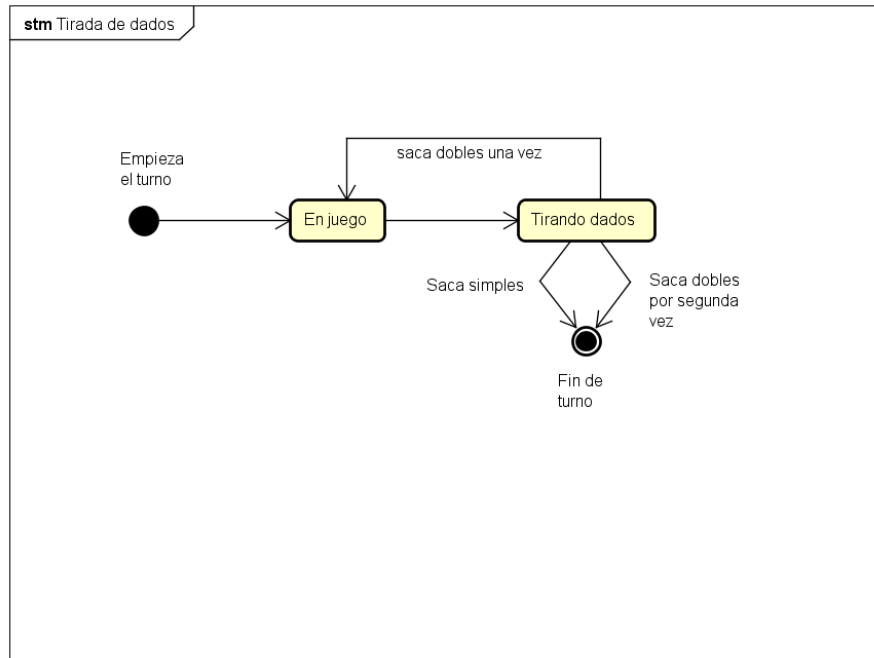 stm Tirada de dados
Empieza
el turno
saca dobles una vez
En juego
Tirando dados
Saca simples
Saca dobles
por segunda
vez
Fin de
turno